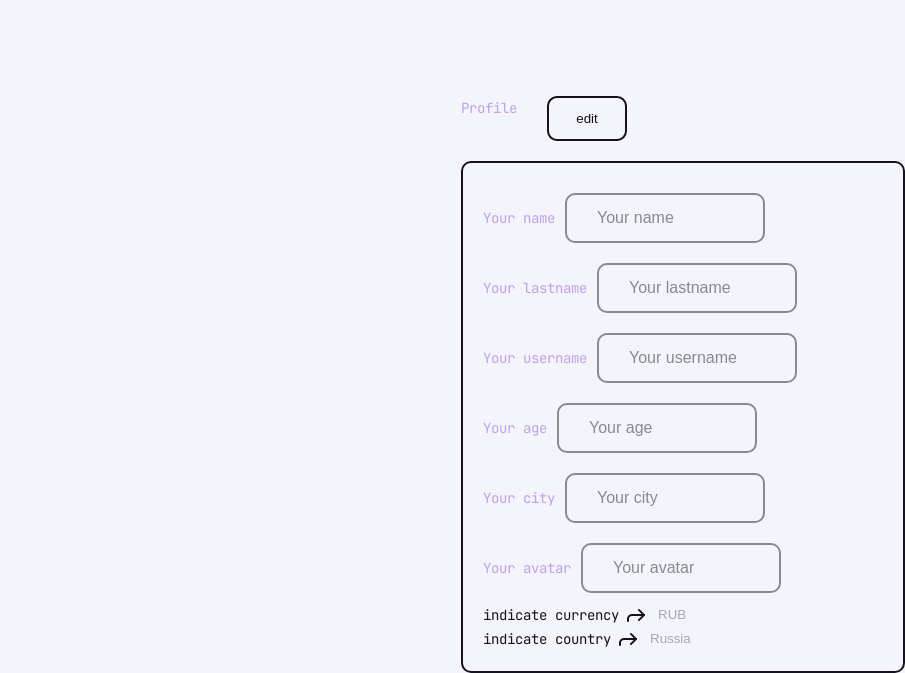 Profile edit
Your name Your name
Your lastname Your lastname
Your username Your username
Your age Your age
Your city Your city
Your avatar Your avatar
indicate currency RUB
indicate country Russia